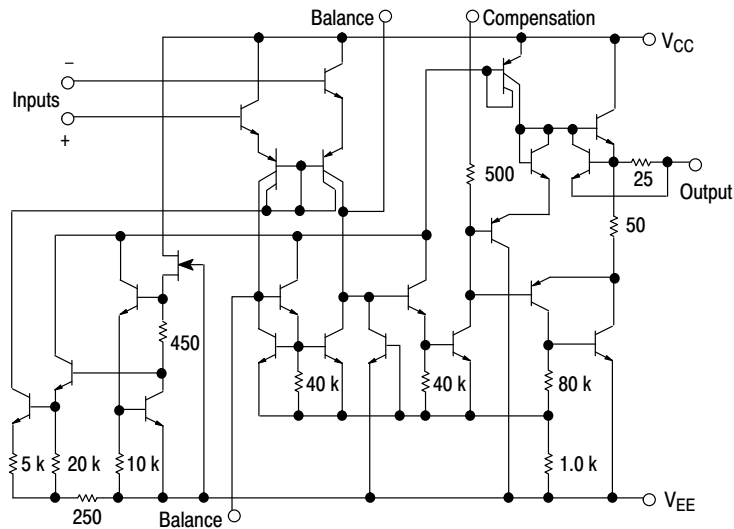 Balance
Compensation
VCC
−
Inputs
+
500
25
Output
50
450
40 k
40 k
80 k
5 k
20 k
10 k
1.0 k
250
Balance
VEE